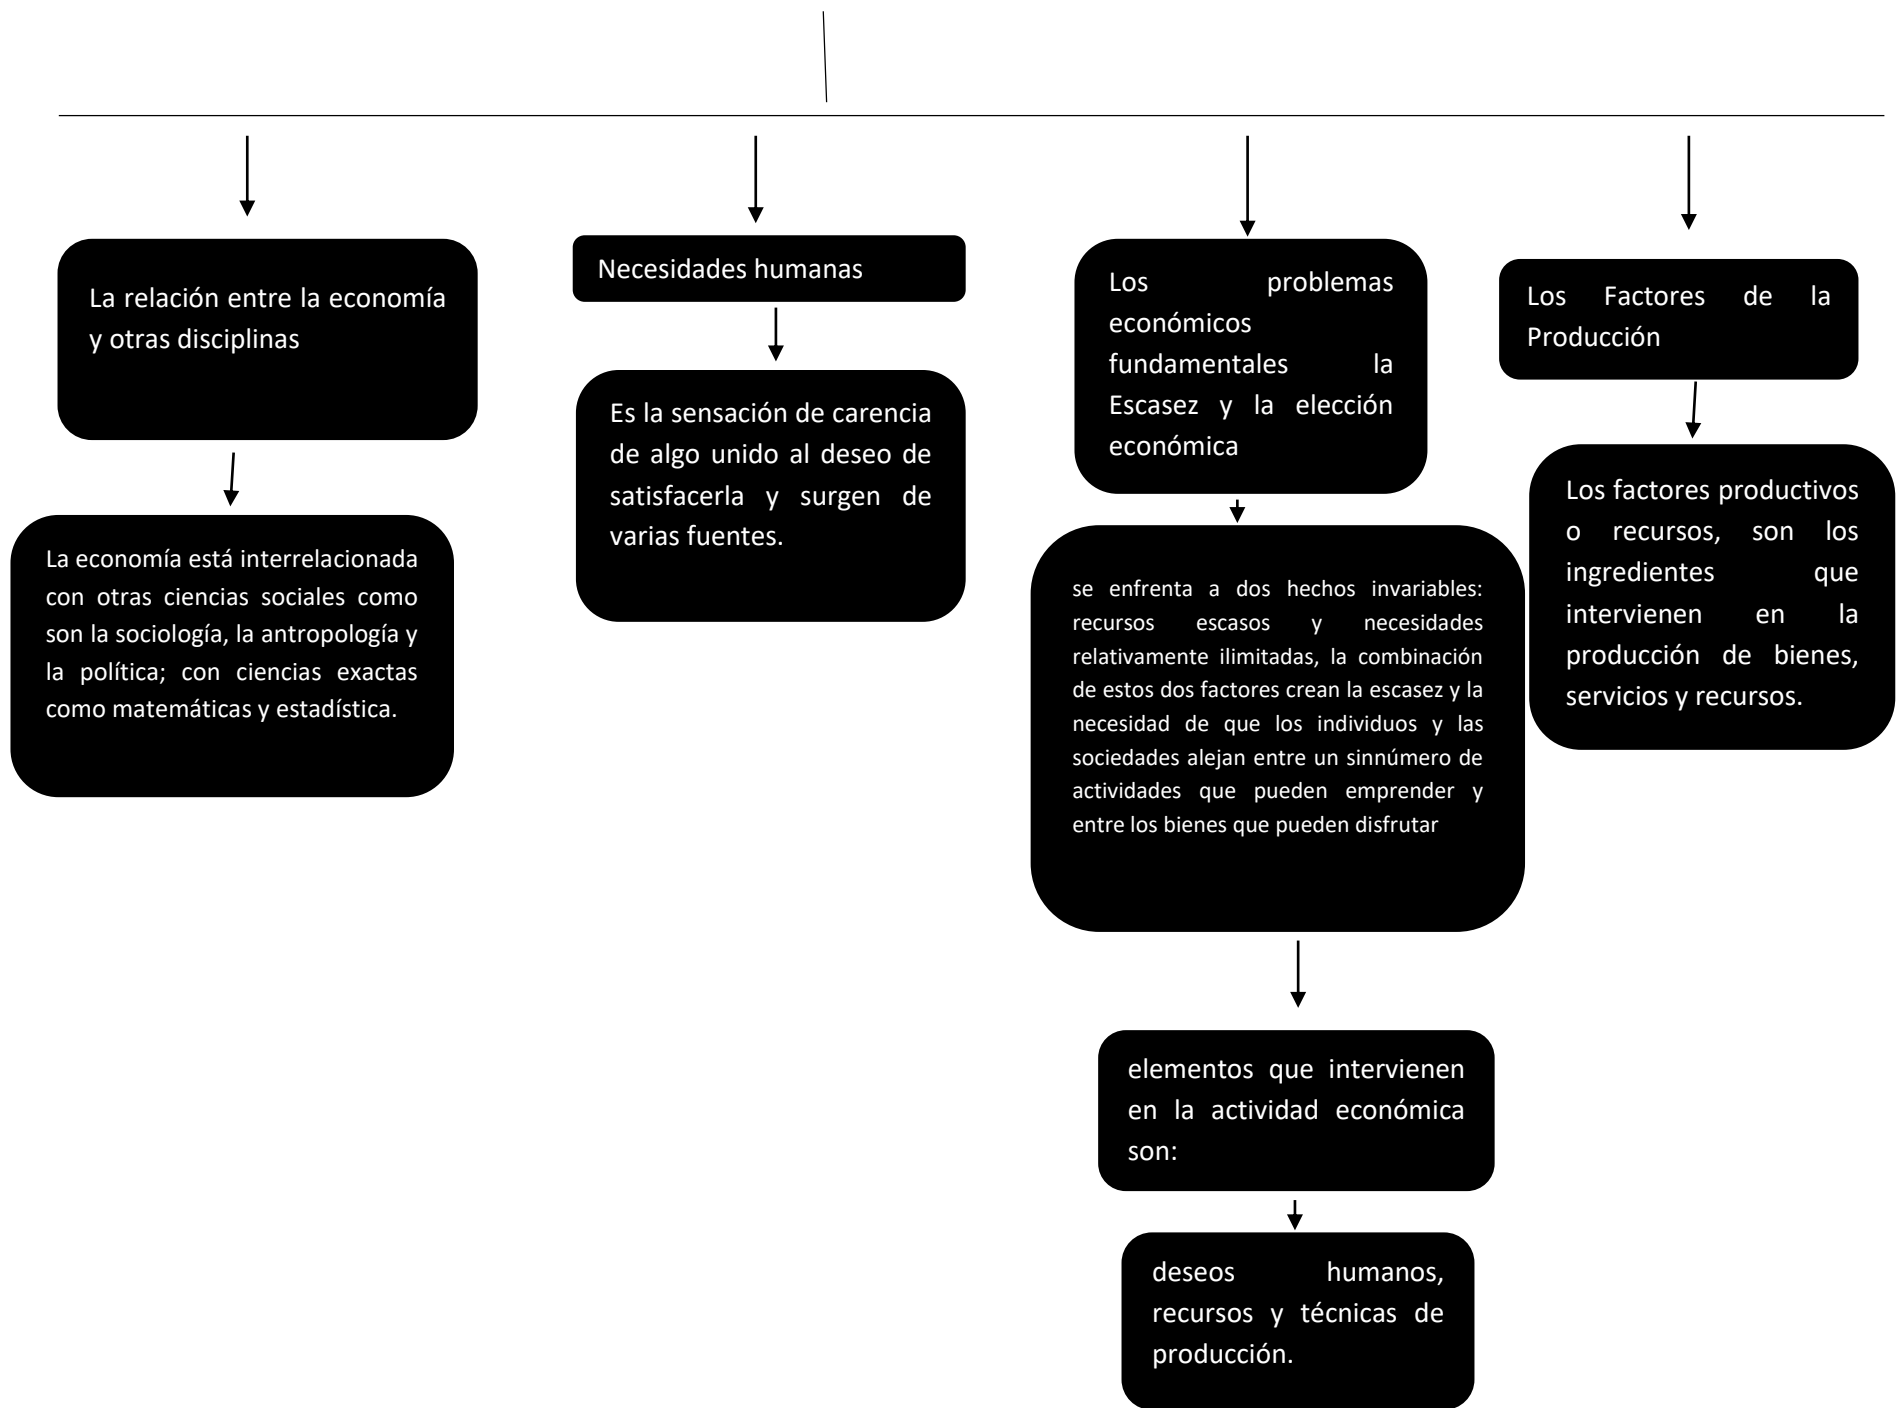 La relación entre la economía
y otras disciplinas
La economía está interrelacionada
con otras ciencias sociales como
son la sociología, la antropología y
la política; con ciencias exactas
como matemáticas y estadística.
Necesidades humanas
Es la sensación de carencia
de algo unido al deseo de
satisfacerla y surgen de
varias fuentes.
Los problemas
económicos
fundamentales la
Escasez y la elección
económica
se enfrenta a dos hechos invariables:
recursos escasos y necesidades
relativamente ilimitadas, la combinación
de estos dos factores crean la escasez y la
necesidad de que los individuos y las
sociedades alejan entre un sinnúmero de
actividades que pueden emprender y
entre los bienes que pueden disfrutar
elementos que intervienen
en la actividad económica
son:
deseos humanos,
recursos y técnicas de
producción.
Los Factores de la
Producción
Los factores productivos
o recursos, son los
ingredientes que
intervienen en la
producción de bienes,
servicios y recursos.